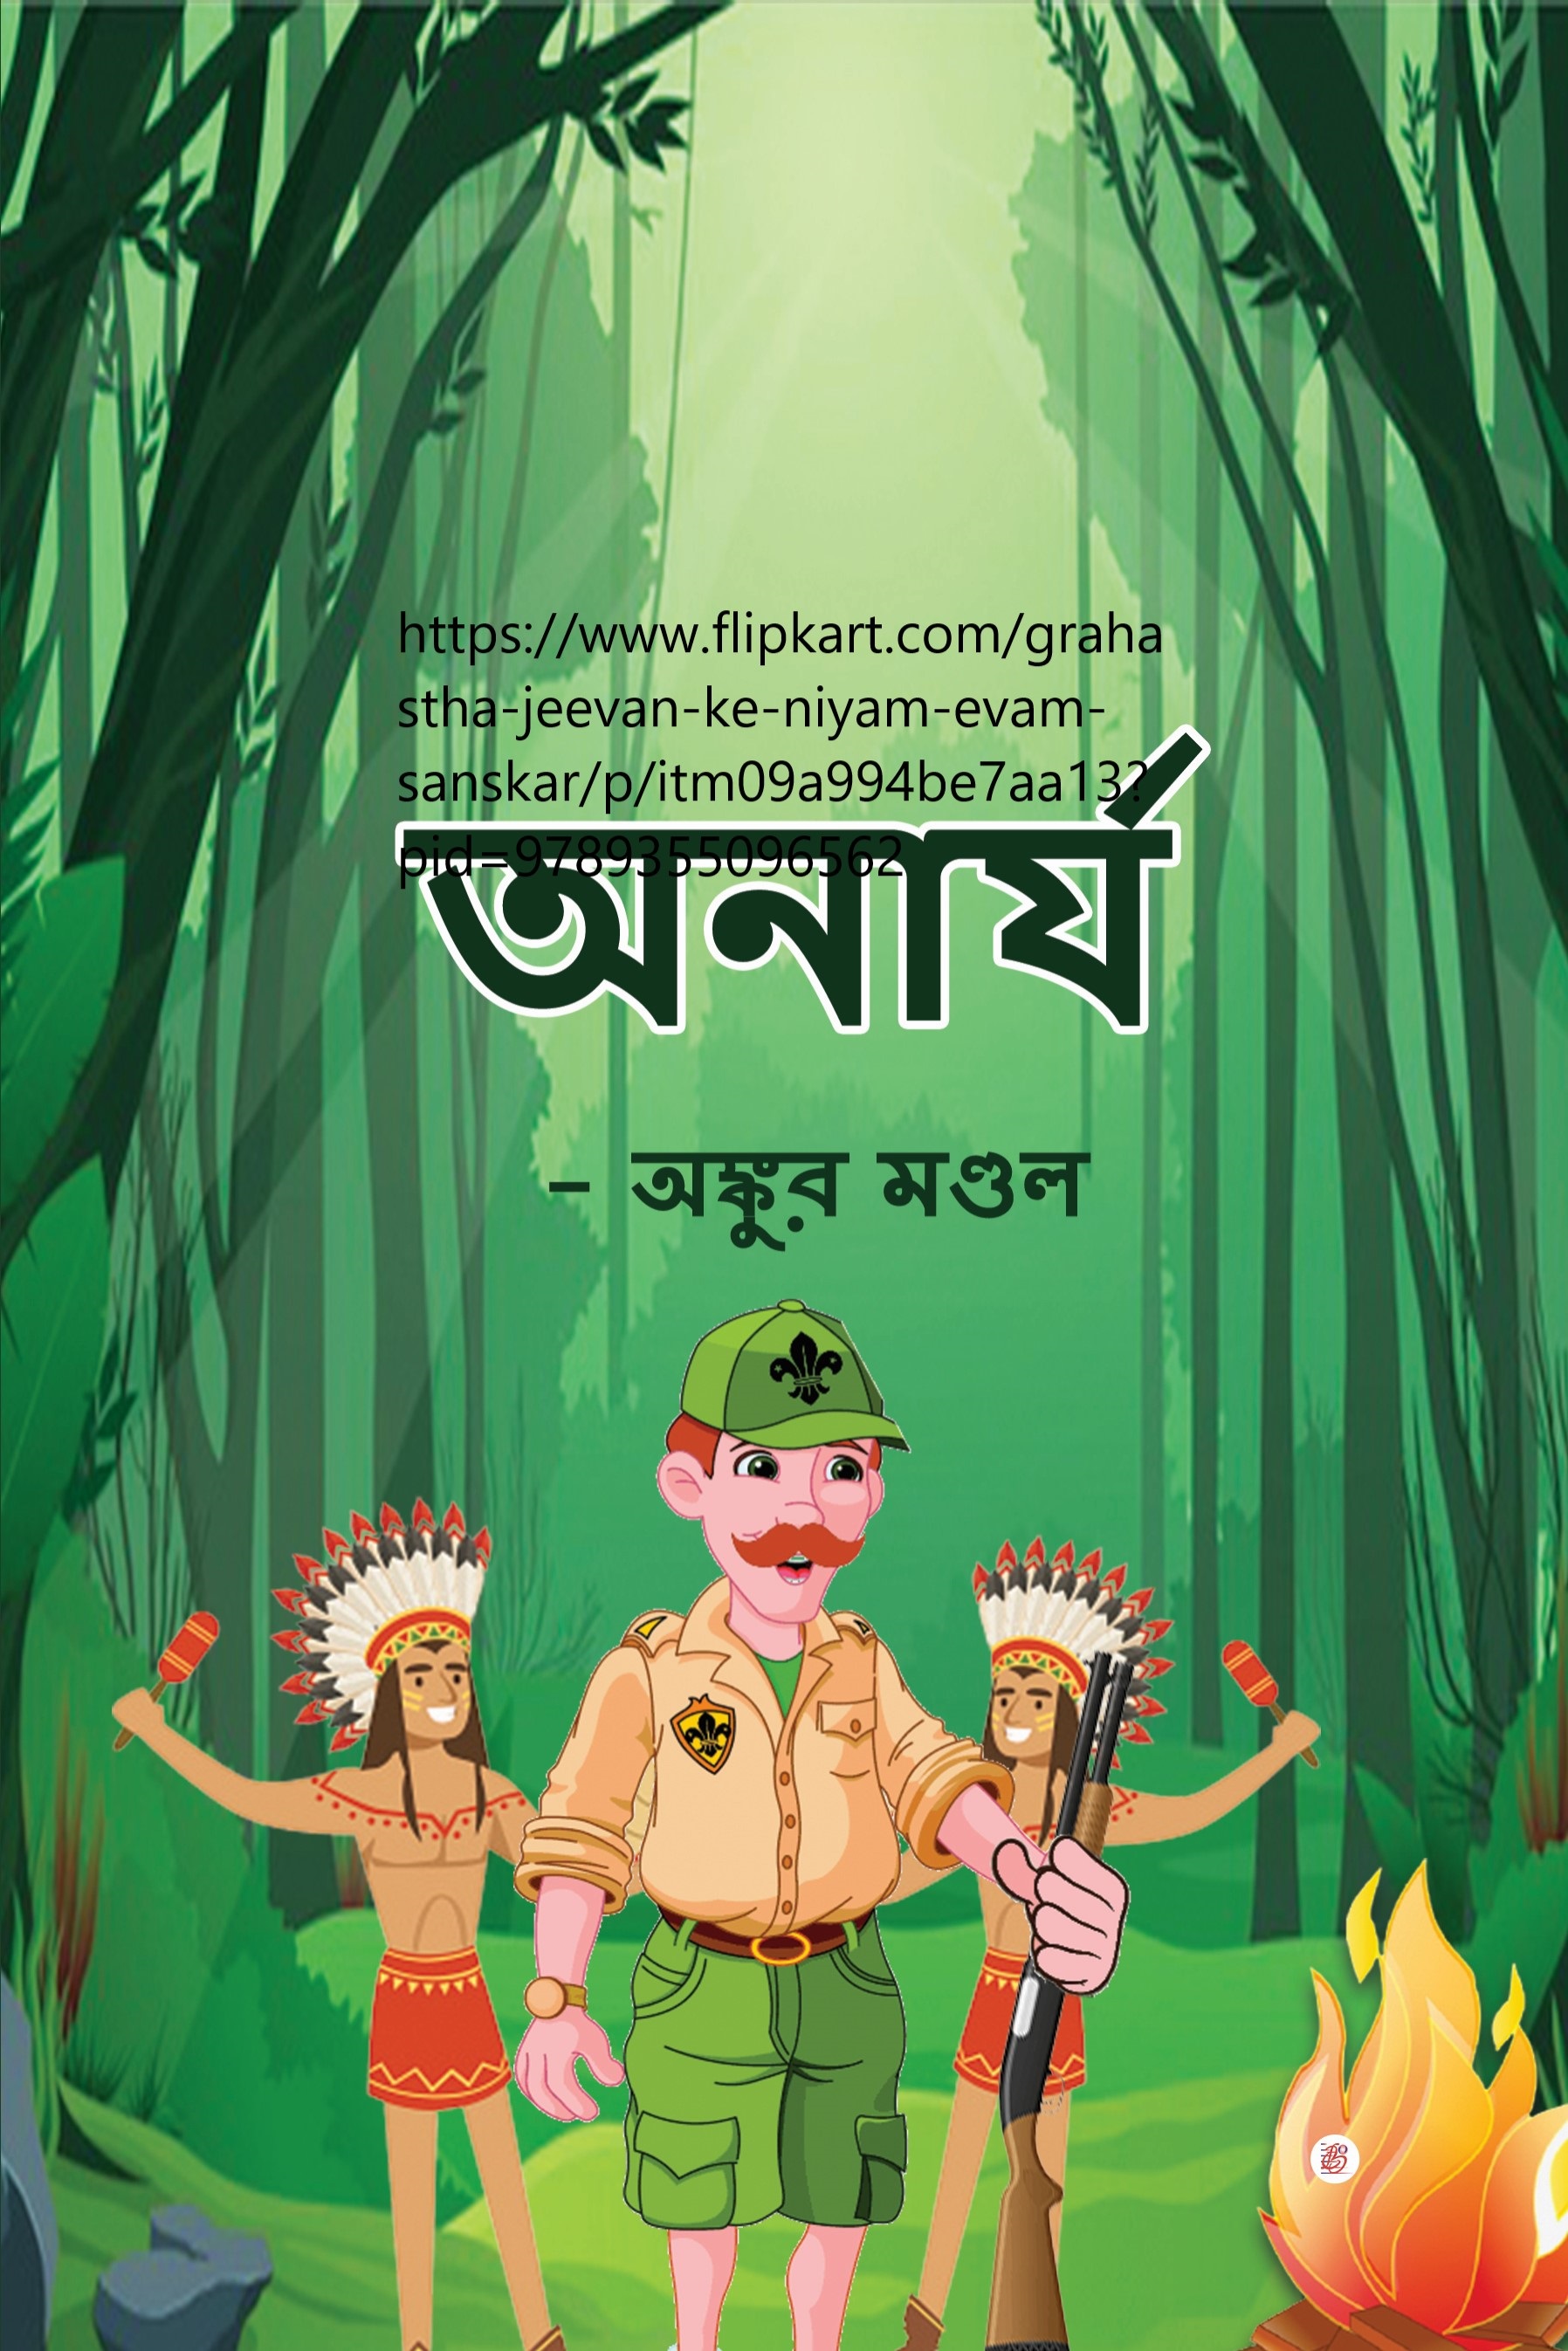 https://www.flipkart.com/graha
stha-jeevan-ke-niyam-evam-
sanskar/p/itm09a994be7aa13?
pid=9789355096562
অনার্য
– অঙ্কুর মণ্ডল